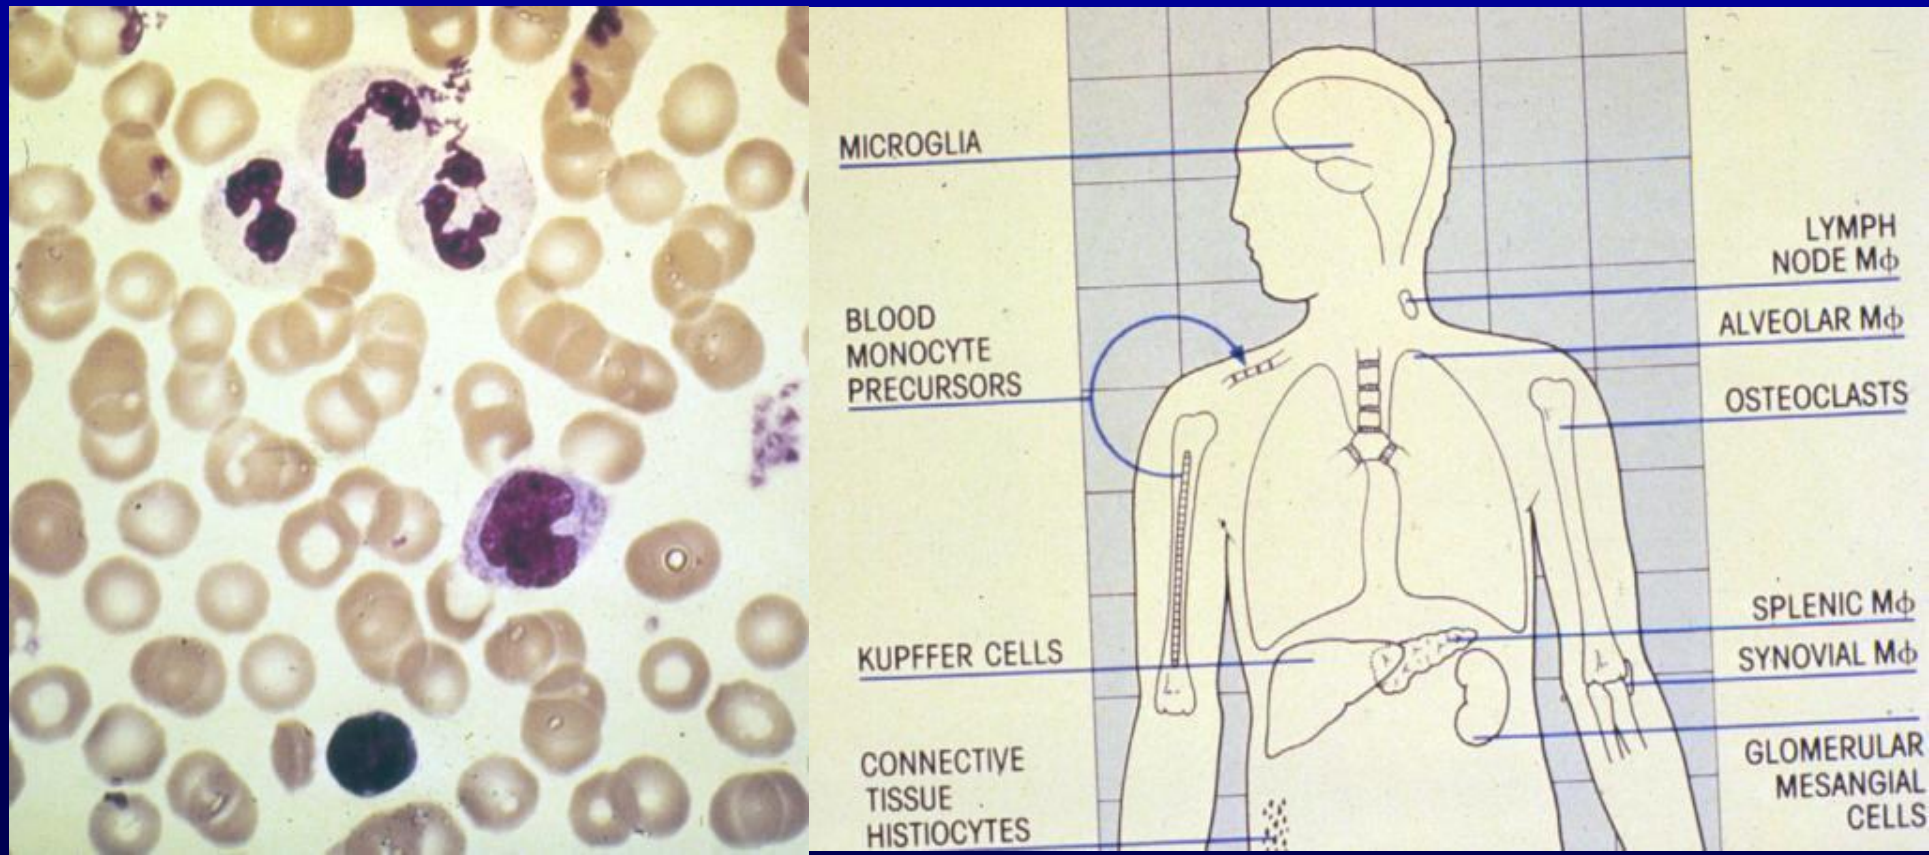 MICROGLIA
BLOOD
MONOCYTE
PRECURSORS
KUPFFER CELLS
CONNECTIVE
TISSUE
HISTIOCYTES
LYMPH
NODE Mϕ
ALVEOLAR Mϕ
OSTEOCLASTS
SPLENIC Mϕ
SYNOVIAL Mϕ
GLOMERULAR
MESANGIAL
CELLS